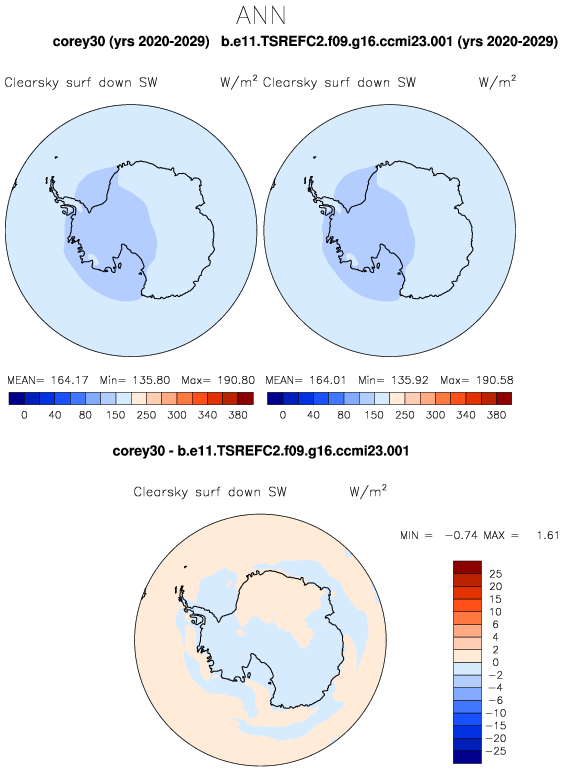 ANN
corey30 (yrs 2020-2029) b.e11.TSREFC2.f09.g16.ccmi23.001 (yrs 2020-2029)
Clearsky surf down SW W/m² Clearsky surf down SW W/m²
MEAN= 164.17 Min= 135.80 Max= 190.80 MEAN= 164.01 Min= 135.92 Max= 190.58
0 40 80 150 250 300 340 380 0 40 80 150 250 300 340 380
corey30 - b.e11.TSREFC2.f09.g16.ccmi23.001
Clearsky surf down SW W/m²
MIN = -0.74 MAX = 1.61
25
20
15
10
6
4
2
0
-2
-4
-6
-10
-15
-20
-25